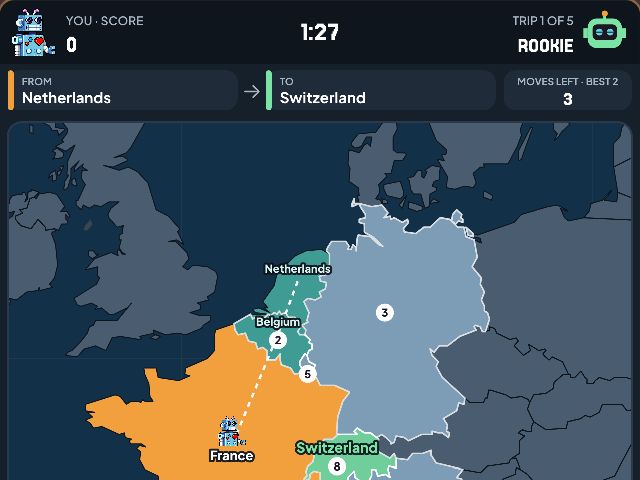 YOU · SCORE
0
1:27
TRIP 1 OF 5
ROOKIE
FROM
Netherlands
→
TO
Switzerland
MOVES LEFT · BEST 2
3
Netherlands
3
Belgium
2
5
France
Switzerland
8